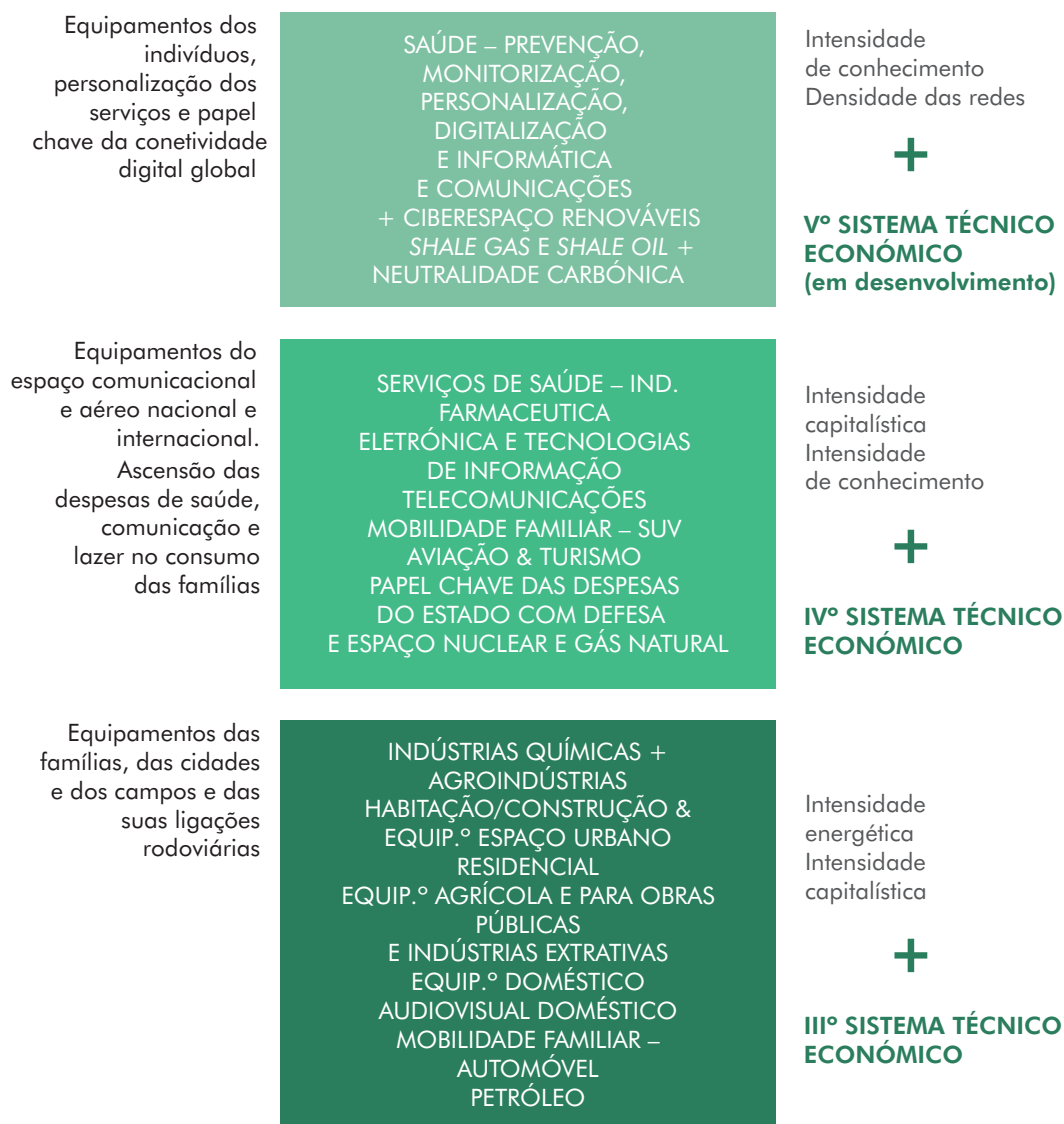 Equipamentos dos
indivíduos,
personalização dos
serviços e papel
chave da conetividade
digital global
SAÚDE – PREVENÇÃO,
MONITORIZAÇÃO,
PERSONALIZAÇÃO,
DIGITALIZAÇÃO
E INFORMÁTICA
E COMUNICAÇÕES
+ CIBERESPAÇO RENOVÁVEIS
SHALE GAS E SHALE OIL +
NEUTRALIDADE CARBÓNICA
Intensidade
de conhecimento
Densidade das redes
+
Vº SISTEMA TÉCNICO
ECONÓMICO
(em desenvolvimento)
Equipamentos do
espaço comunicacional
e aéreo nacional e
internacional.
Ascensão das
despesas de saúde,
comunicação e
lazer no consumo
das famílias
SERVIÇOS DE SAÚDE – IND.
FARMACEUTICA
ELETRÓNICA E TECNOLOGIAS
DE INFORMAÇÃO
TELECOMUNICAÇÕES
MOBILIDADE FAMILIAR – SUV
AVIAÇÃO & TURISMO
PAPEL CHAVE DAS DESPESAS
DO ESTADO COM DEFESA
E ESPAÇO NUCLEAR E GÁS NATURAL
Intensidade
capitalística
Intensidade
de conhecimento
+
IVº SISTEMA TÉCNICO
ECONÓMICO
Equipamentos das
famílias, das cidades
e dos campos e das
suas ligações
rodoviárias
INDÚSTRIAS QUÍMICAS +
AGROINDÚSTRIAS
HABITAÇÃO/CONSTRUÇÃO &
EQUIP.º ESPAÇO URBANO
RESIDENCIAL
EQUIP.º AGRÍCOLA E PARA OBRAS
PÚBLICAS
E INDÚSTRIAS EXTRATIVAS
EQUIP.º DOMÉSTICO
AUDIOVISUAL DOMÉSTICO
MOBILIDADE FAMILIAR –
AUTOMÓVEL
PETRÓLEO
Intensidade
energética
Intensidade
capitalística
+
IIIº SISTEMA TÉCNICO
ECONÓMICO